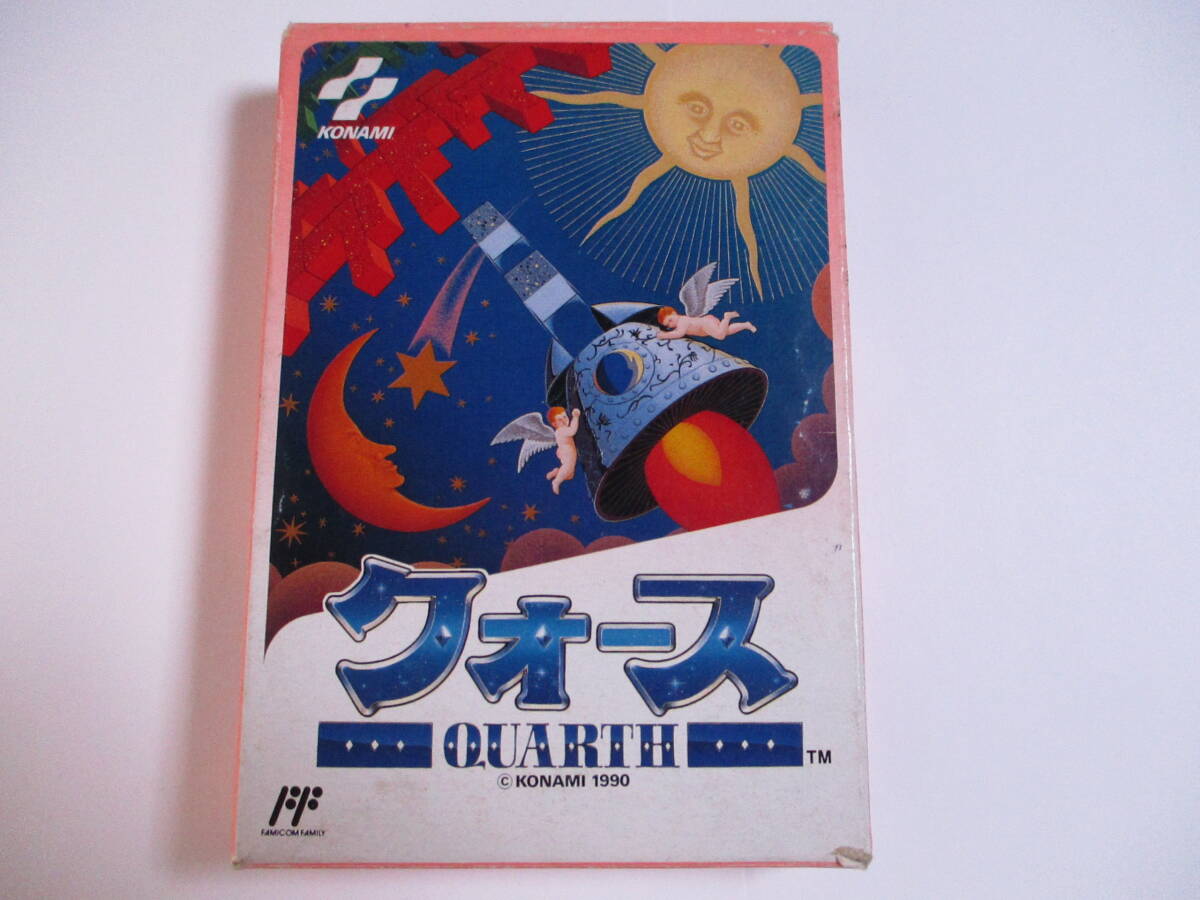 KONAMI
クォース
QUARTH
TM
© KONAMI 1990
FAMICOM FAMILY